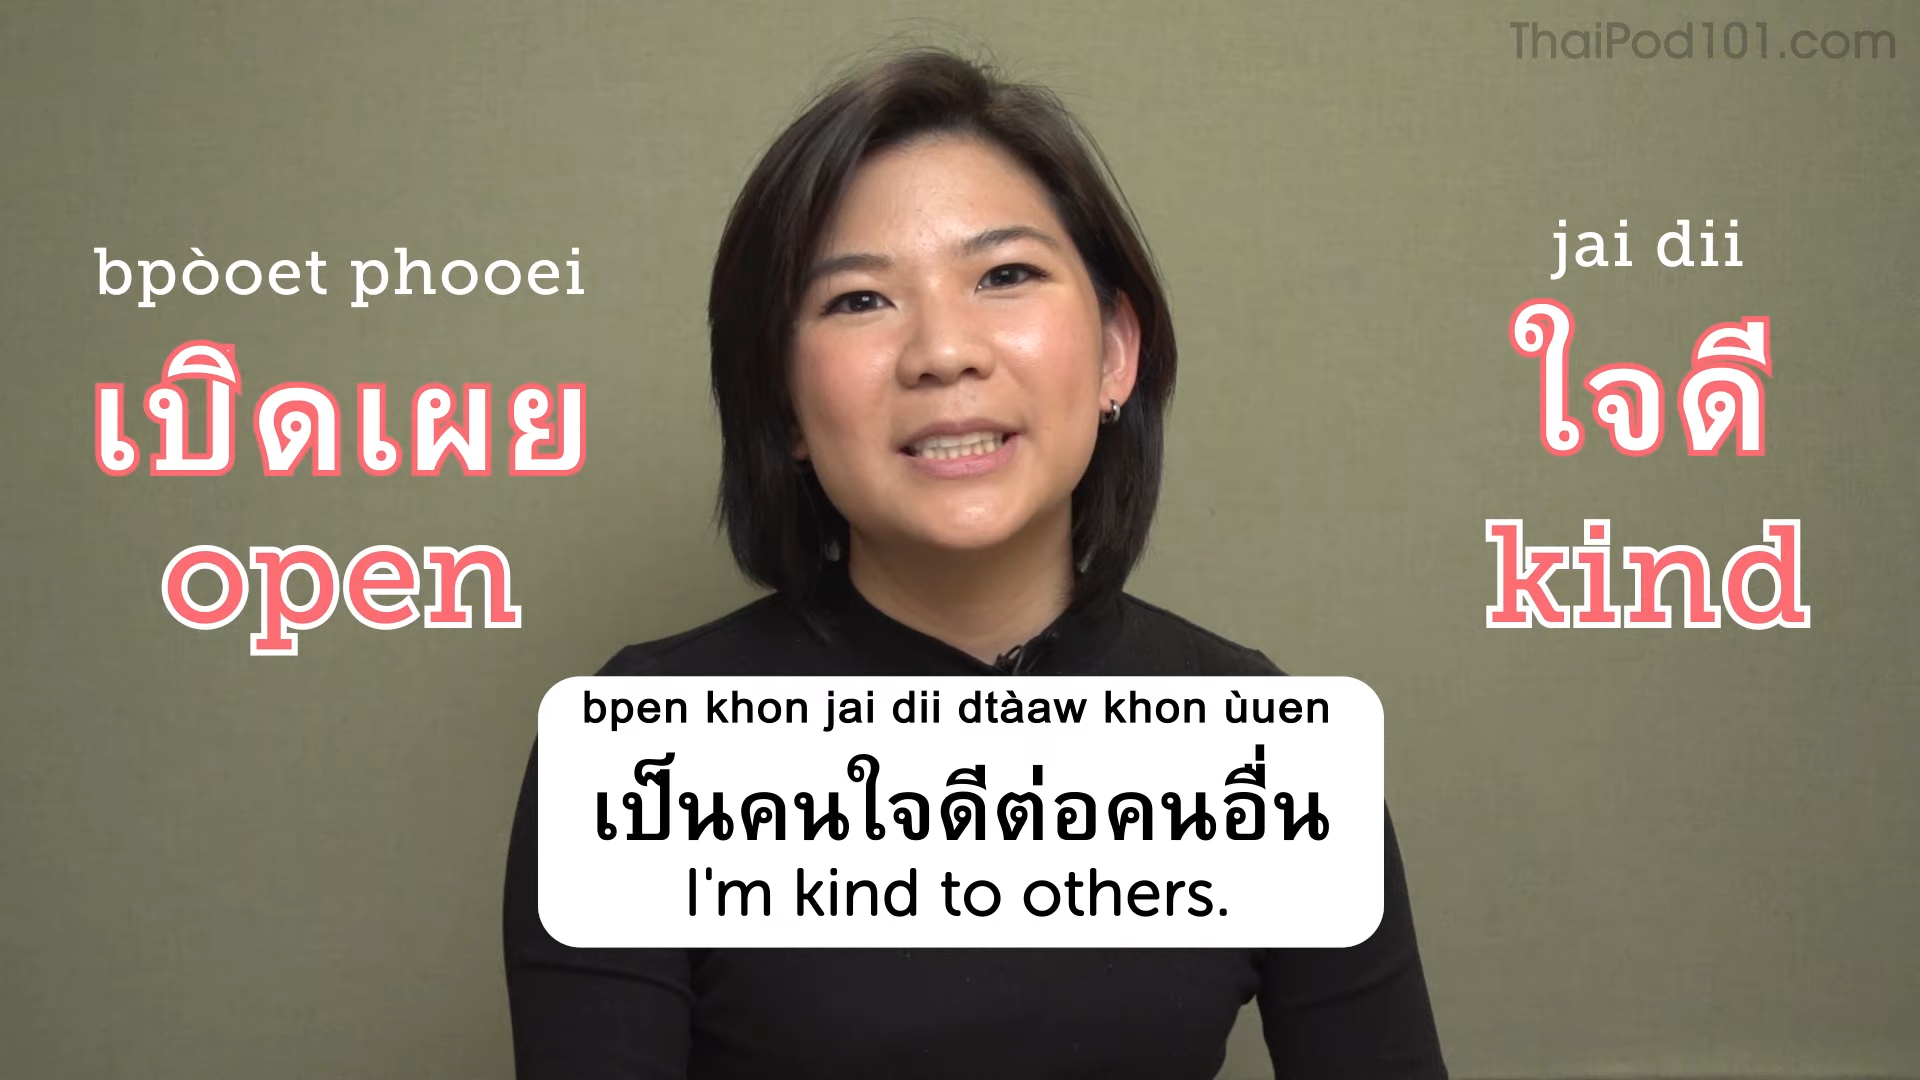 ThaiPod101.com
bpòoet phooei
เปิดเผย
open
jai dii
ใจดี
kind
bpen khon jai dii dtàaw khon ùuen
เป็นคนใจดีต่อคนอื่น
I'm kind to others.